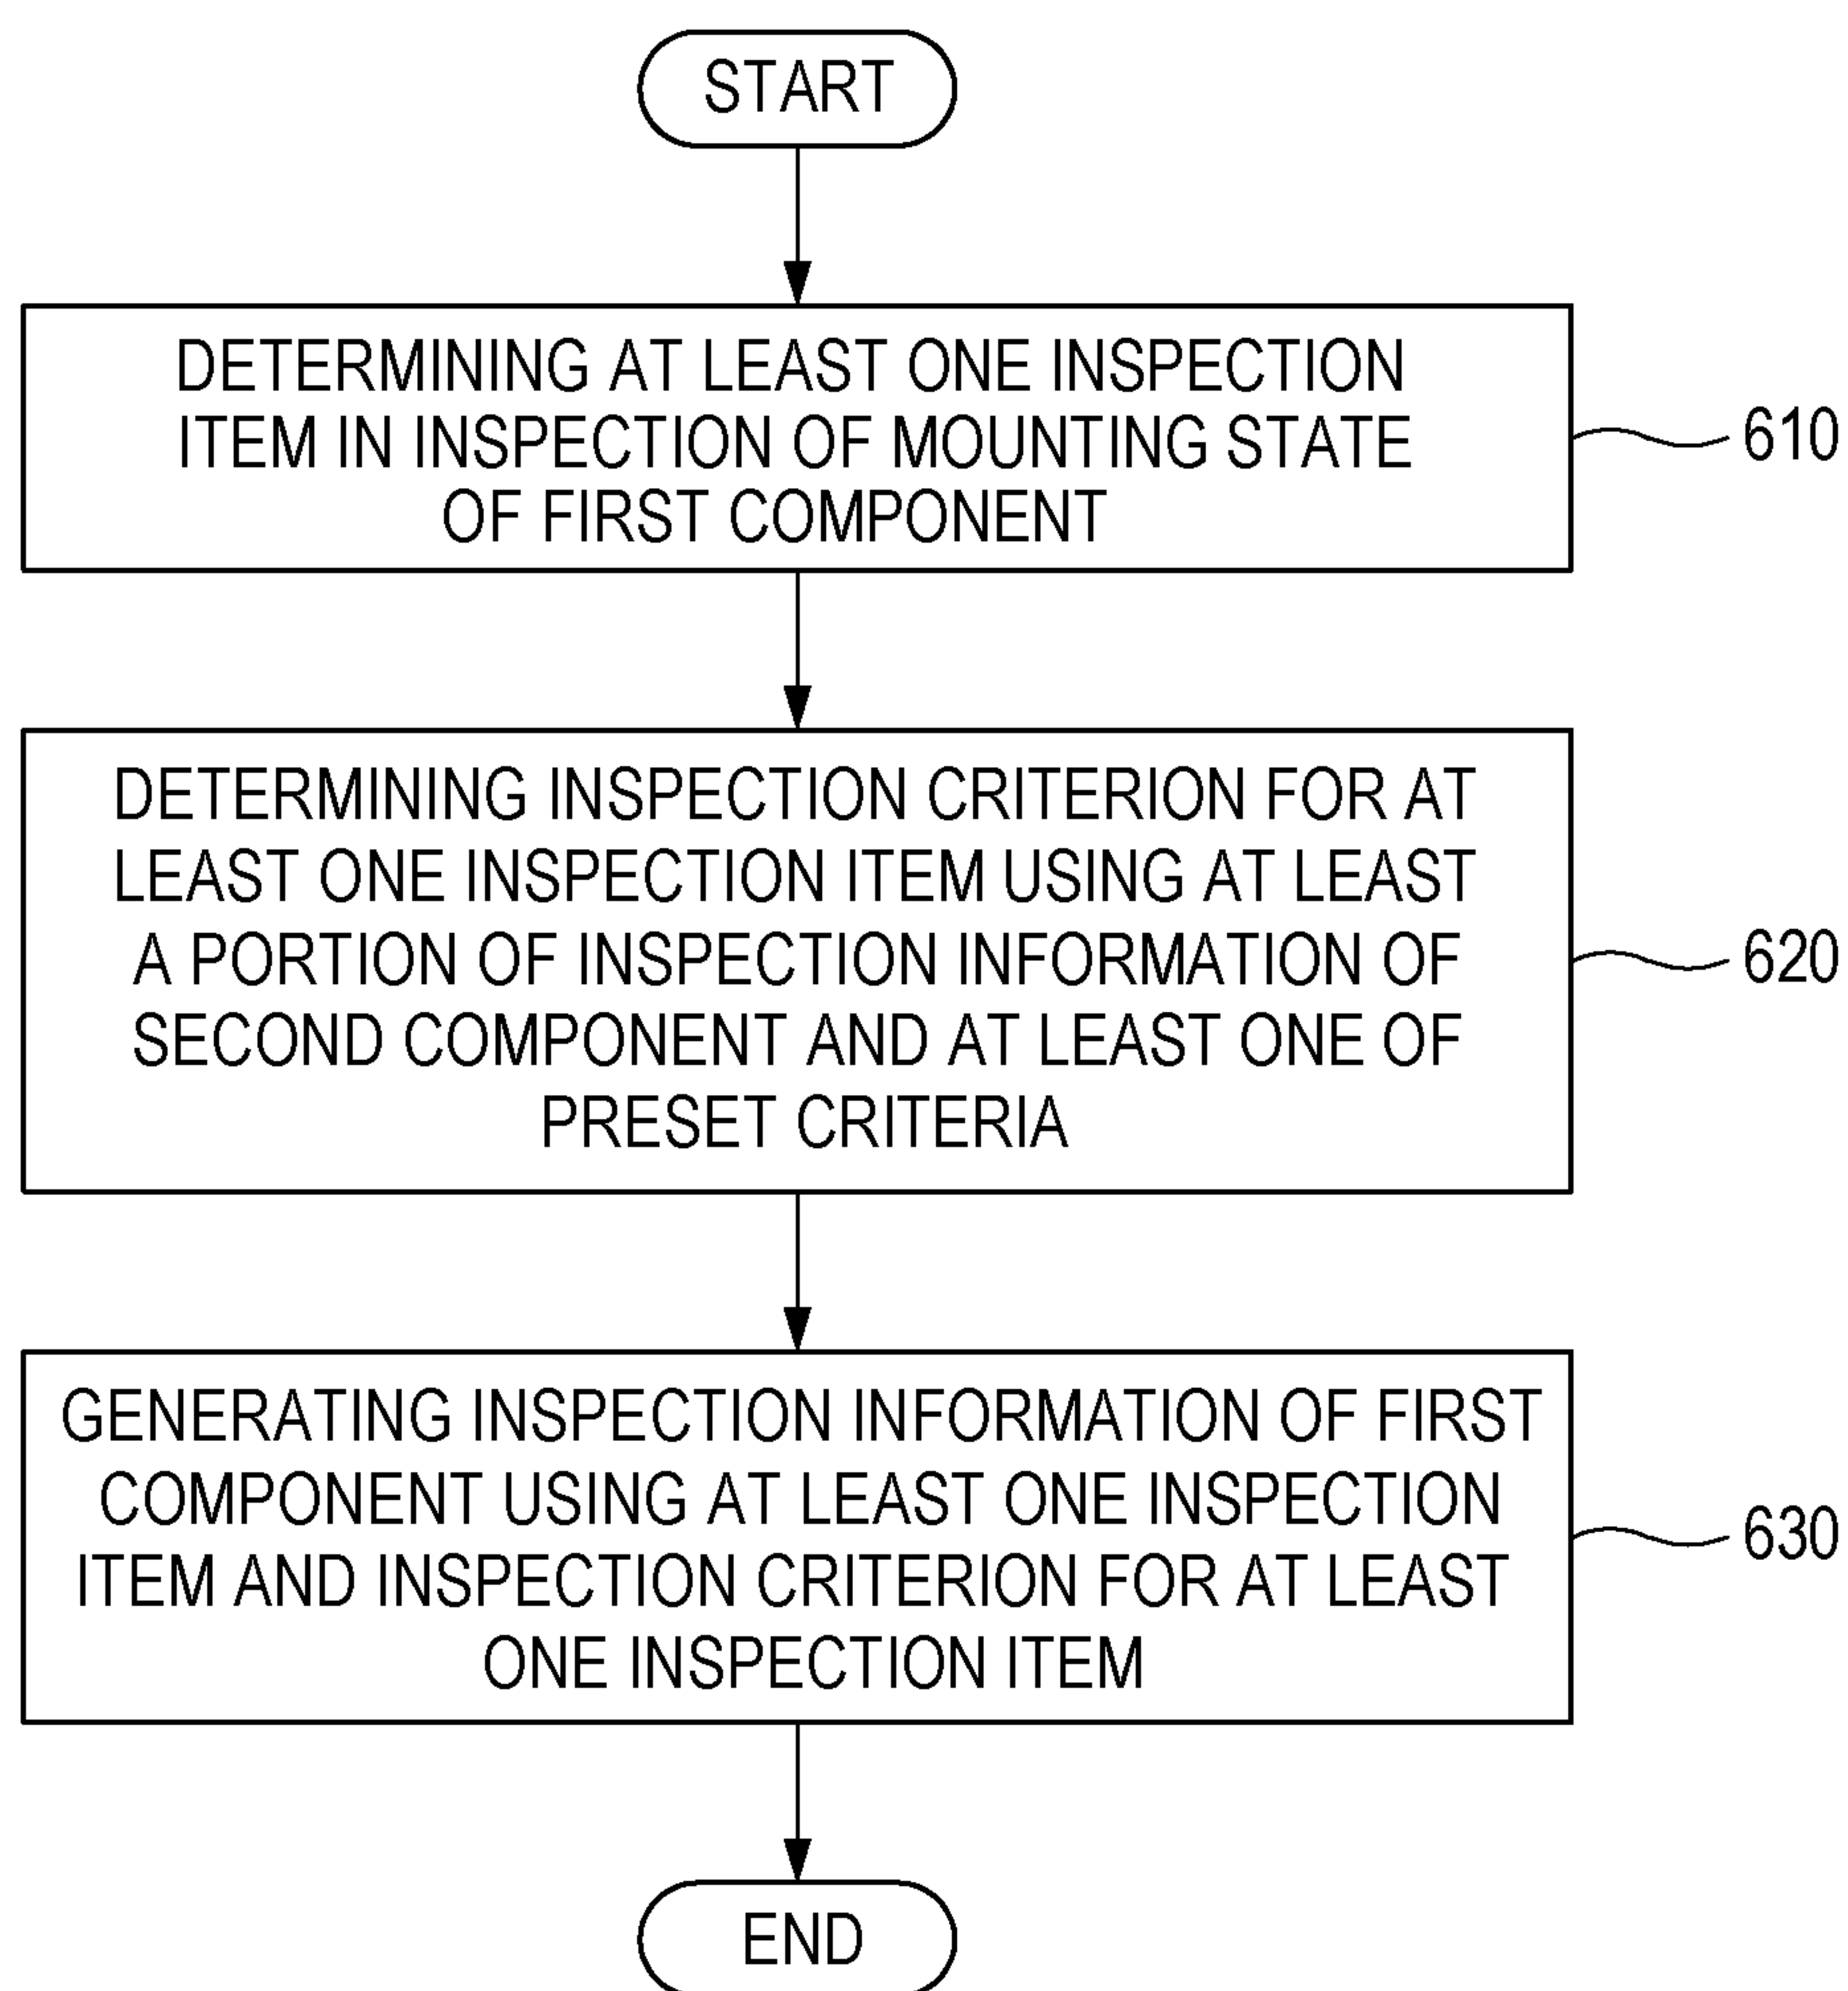 START
DETERMINING AT LEAST ONE INSPECTION
ITEM IN INSPECTION OF MOUNTING STATE
OF FIRST COMPONENT
610
DETERMINING INSPECTION CRITERION FOR AT
LEAST ONE INSPECTION ITEM USING AT LEAST
A PORTION OF INSPECTION INFORMATION OF
SECOND COMPONENT AND AT LEAST ONE OF
PRESET CRITERIA
620
GENERATING INSPECTION INFORMATION OF FIRST
COMPONENT USING AT LEAST ONE INSPECTION
ITEM AND INSPECTION CRITERION FOR AT LEAST
ONE INSPECTION ITEM
630
END